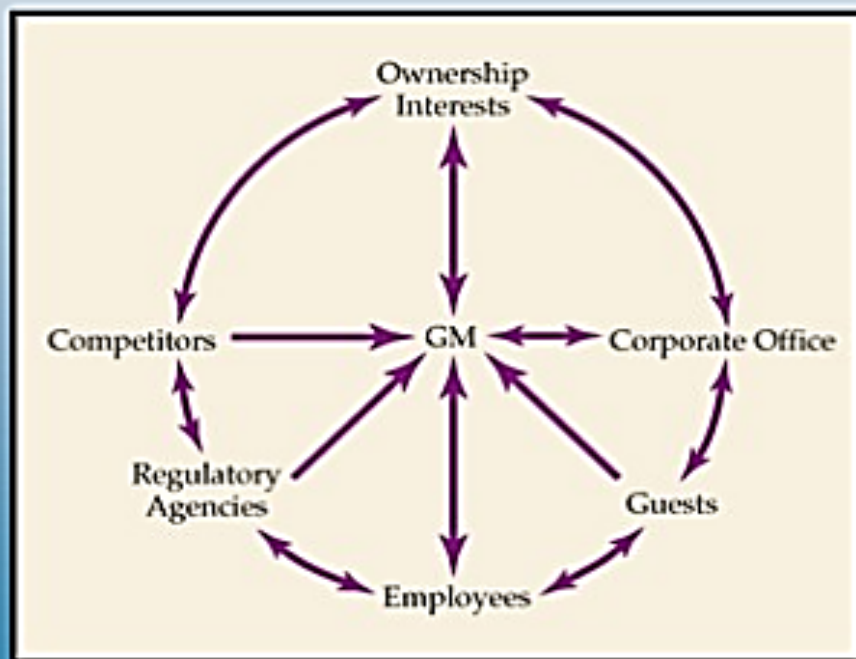 Ownership
Interests
Competitors
GM
Corporate Office
Regulatory
Agencies
Guests
Employees